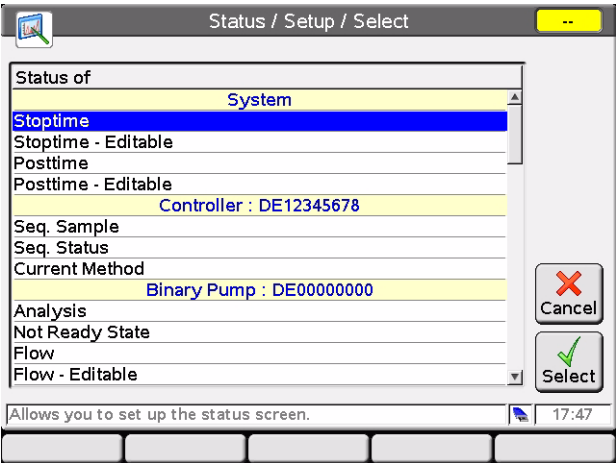 Status / Setup / Select
--
Status of
System
Stoptime
Stoptime - Editable
Posttime
Posttime - Editable
Controller : DE12345678
Seq. Sample
Seq. Status
Current Method
Binary Pump : DE00000000
Analysis
Not Ready State
Flow
Flow - Editable
Cancel
Select
Allows you to set up the status screen.
17:47